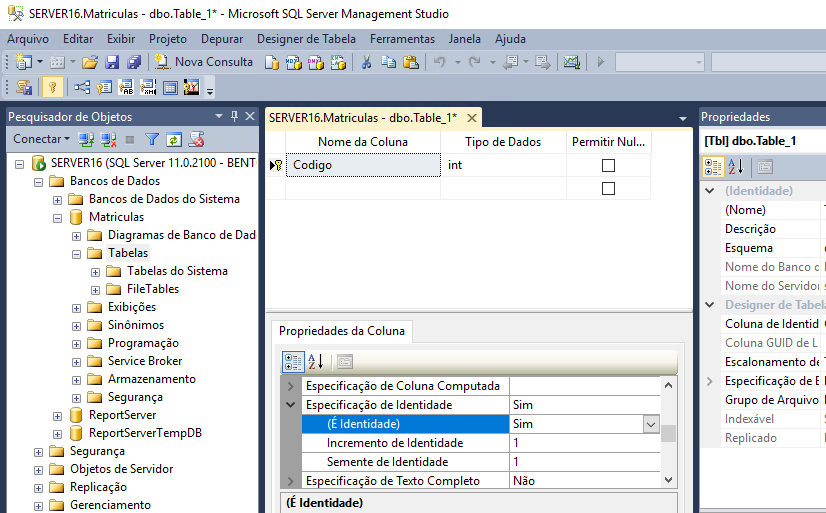 SERVER16.Matriculas - dbo.Table_1* - Microsoft SQL Server Management Studio
Arquivo Editar Exibir Projeto Depurar Designer de Tabela Ferramentas Janela Ajuda
Nova Consulta
Pesquisador de Objetos
Conectar
SERVER16 (SQL Server 11.0.2100 - BENT
Bancos de Dados
Bancos de Dados do Sistema
Matriculas
Diagramas de Banco de Dad
Tabelas
Tabelas do Sistema
FileTables
Exibições
Sinônimos
Programação
Service Broker
Armazenamento
Segurança
ReportServer
ReportServerTempDB
Segurança
Objetos de Servidor
Replicação
Gerenciamento
SERVER16.Matriculas - dbo.Table_1*
Nome da Coluna Tipo de Dados Permitir Nul...
Codigo int
Propriedades da Coluna
Especificação de Coluna Computada
Especificação de Identidade Sim
(É Identidade) Sim
Incremento de Identidade 1
Semente de Identidade 1
Especificação de Texto Completo Não
(É Identidade)
Propriedades
[Tbl] dbo.Table_1
(Identidade)
(Nome)
Descrição
Esquema
Nome do Banco d
Nome do Servidor
Designer de Tabela
Coluna de Identid
Coluna GUID de L
Escalonamento de
Especificação de E
Grupo de Arquivo
Indexável
Replicado